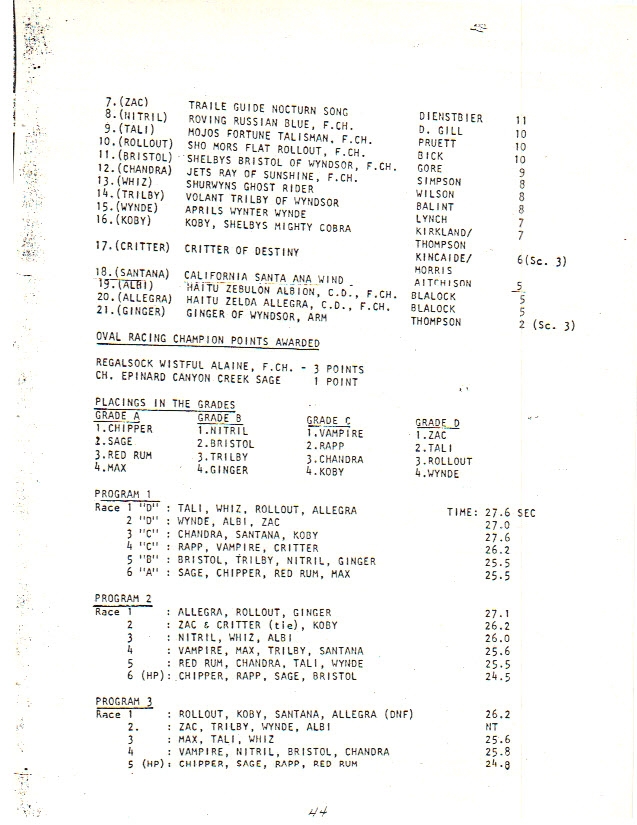 7.(ZAC) TRAILE GUIDE NOCTURN SONG DIENSTBIER 11
8.(NITRIL) ROVING RUSSIAN BLUE, F.CH. D. GILL 10
9.(TALI) MOJOS FORTUNE TALISMAN, F.CH. PRUETT 10
10.(ROLLOUT) SHO MORS FLAT ROLLOUT, F.CH. BICK 10
11.(BRISTOL) SHELBYS BRISTOL OF WYNDSOR, F.CH. GORE 9
12.(CHANDRA) JETS RAY OF SUNSHINE, F.CH. SIMPSON 8
13.(WHIZ) SHURWYNS GHOST RIDER WILSON 8
14.(TRILBY) VOLANT TRILBY OF WYNDSOR BALINT 8
15.(WYNDE) APRILS WYNTER WYNDE LYNCH 7
16.(KOBY) KOBY, SHELBYS MIGHTY COBRA KIRKLAND/ 7
THOMPSON
17.(CRITTER) CRITTER OF DESTINY KINCAIDE/ 6(Sc. 3)
MORRIS
18.(SANTANA) CALIFORNIA SANTA ANA WIND AITCHISON 5
19.(ALBI) HAITU ZEBULON ALBION, C.D., F.CH. BLALOCK 5
20.(ALLEGRA) HAITU ZELDA ALLEGRA, C.D., F.CH. BLALOCK 5
21.(GINGER) GINGER OF WYNDSOR, ARM THOMPSON 2 (Sc. 3)
OVAL RACING CHAMPION POINTS AWARDED
REGALSOCK WISTFUL ALAINE, F.CH. - 3 POINTS
CH. EPINARD CANYON CREEK SAGE 1 POINT
PLACINGS IN THE GRADES
GRADE A GRADE B GRADE C GRADE D
1.CHIPPER 1.NITRIL 1.VAMPIRE 1.ZAC
2.SAGE 2.BRISTOL 2.RAPP 2.TALI
3.RED RUM 3.TRILBY 3.CHANDRA 3.ROLLOUT
4.MAX 4.GINGER 4.KOBY 4.WYNDE
PROGRAM 1
Race 1 "D" : TALI, WHIZ, ROLLOUT, ALLEGRA TIME: 27.6 SEC
2 "D" : WYNDE, ALBI, ZAC 27.0
3 "C" : CHANDRA, SANTANA, KOBY 27.6
4 "C" : RAPP, VAMPIRE, CRITTER 26.2
5 "B" : BRISTOL, TRILBY, NITRIL, GINGER 25.5
6 "A" : SAGE, CHIPPER, RED RUM, MAX 25.5
PROGRAM 2
Race 1 : ALLEGRA, ROLLOUT, GINGER 27.1
2 : ZAC & CRITTER (tie), KOBY 26.2
3 : NITRIL, WHIZ, ALBI 26.0
4 : VAMPIRE, MAX, TRILBY, SANTANA 25.6
5 : RED RUM, CHANDRA, TALI, WYNDE 25.5
6 (HP): CHIPPER, RAPP, SAGE, BRISTOL 24.5
PROGRAM 3
Race 1 : ROLLOUT, KOBY, SANTANA, ALLEGRA (DNF) 26.2
2. : ZAC, TRILBY, WYNDE, ALBI NT
3 : MAX, TALI, WHIZ 25.6
4 : VAMPIRE, NITRIL, BRISTOL, CHANDRA 25.8
5 (HP): CHIPPER, SAGE, RAPP, RED RUM 24.8
44